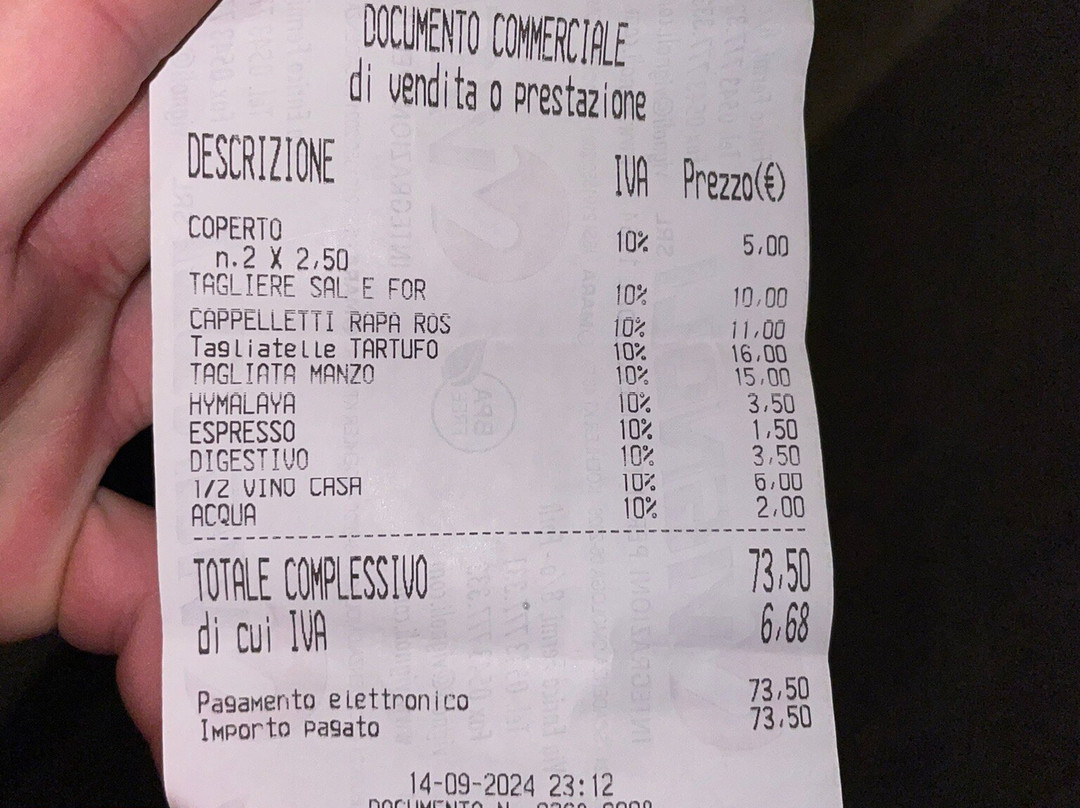 DOCUMENTO COMMERCIALE
di vendita o prestazione
DESCRIZIONE IVA Prezzo(€)
COPERTO 10% 5,00
n.2 X 2,50
TAGLIERE SAL E FOR 10% 10,00
CAPPELLETTI RAPA ROS 10% 11,00
Tagliatelle TARTUFO 10% 16,00
TAGLIATA MANZO 10% 15,00
HYMALAYA 10% 3,50
ESPRESSO 10% 1,50
DIGESTIVO 10% 3,50
1/2 VINO CASA 10% 6,00
ACQUA 10% 2,00
TOTALE COMPLESSIVO 73,50
di cui IVA 6,68
Pagamento elettronico 73,50
Importo pagato 73,50
14-09-2024 23:12
DOCUMENTO N.